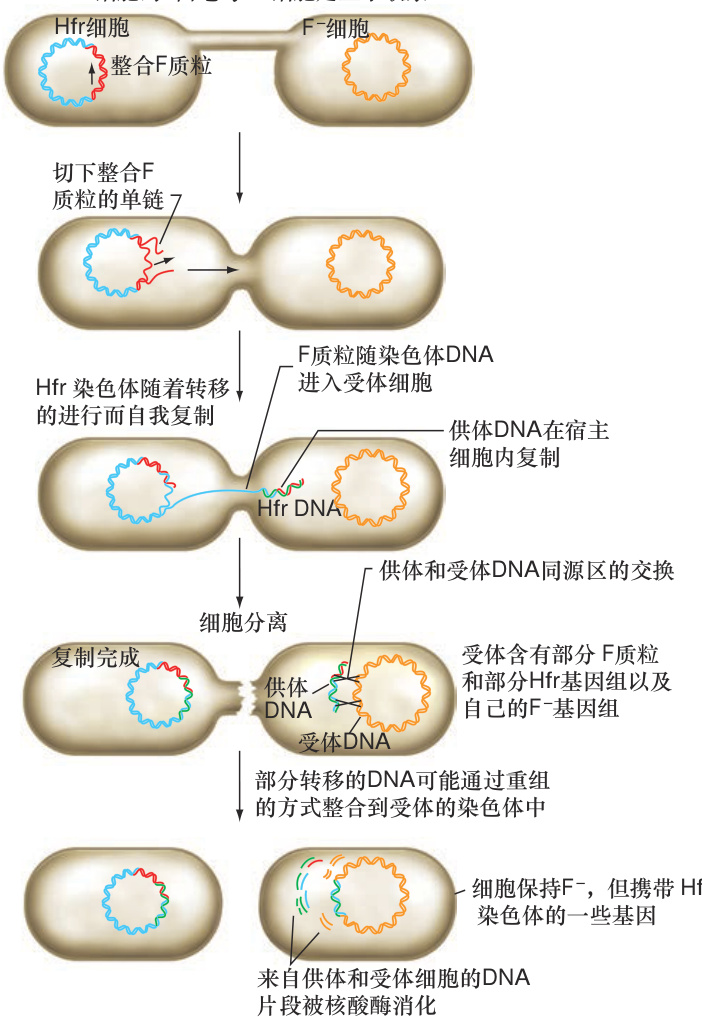 Hfr细胞
F⁻细胞
整合F质粒
切下整合F
质粒的单链
F质粒随染色体DNA
进入受体细胞
Hfr 染色体随着转移
的进行而自我复制
供体DNA在宿主
细胞内复制
Hfr DNA
供体和受体DNA同源区的交换
细胞分离
复制完成
供体
DNA
受体DNA
受体含有部分 F质粒
和部分Hfr基因组以及
自己的F⁻基因组
部分转移的DNA可能通过重组
的方式整合到受体的染色体中
细胞保持F⁻，但携带 Hf
染色体的一些基因
来自供体和受体细胞的DNA
片段被核酸酶消化